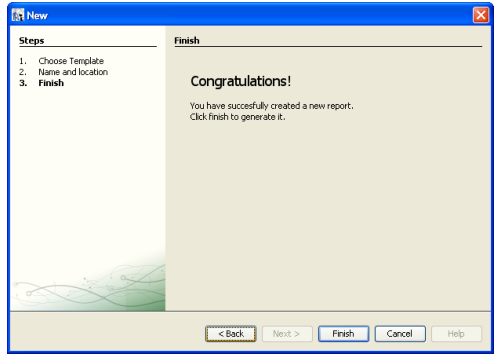 New
Steps
1. Choose Template
2. Name and location
3. Finish
Finish
Congratulations!
You have succesfully created a new report.
Click finish to generate it.
< Back
Next >
Finish
Cancel
Help